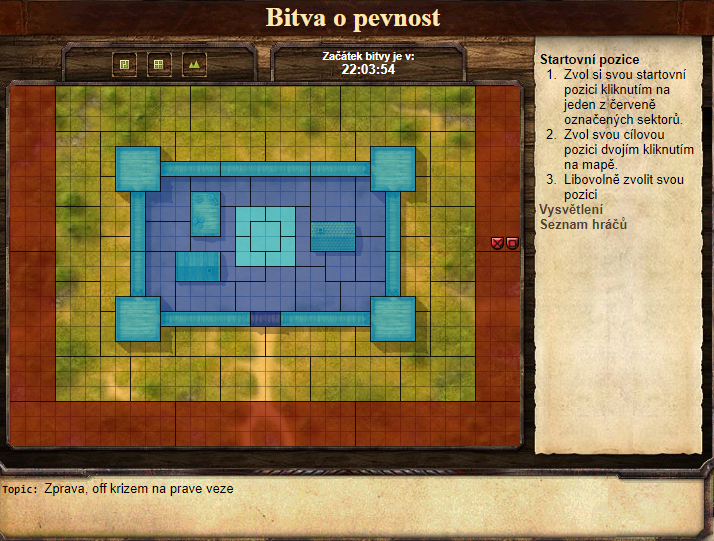 Bitva o pevnost
Začátek bitvy je v:
22:03:54
Startovní pozice
1. Zvol si svou startovní
pozici kliknutím na
jeden z červeně
označených sektorů.
2. Zvol svou cílovou
pozici dvojím kliknutím
na mapě.
3. Libovolně zvolit svou
pozici
Vysvětlení
Seznam hráčů
Topic: Zprava, off krizem na prave veze